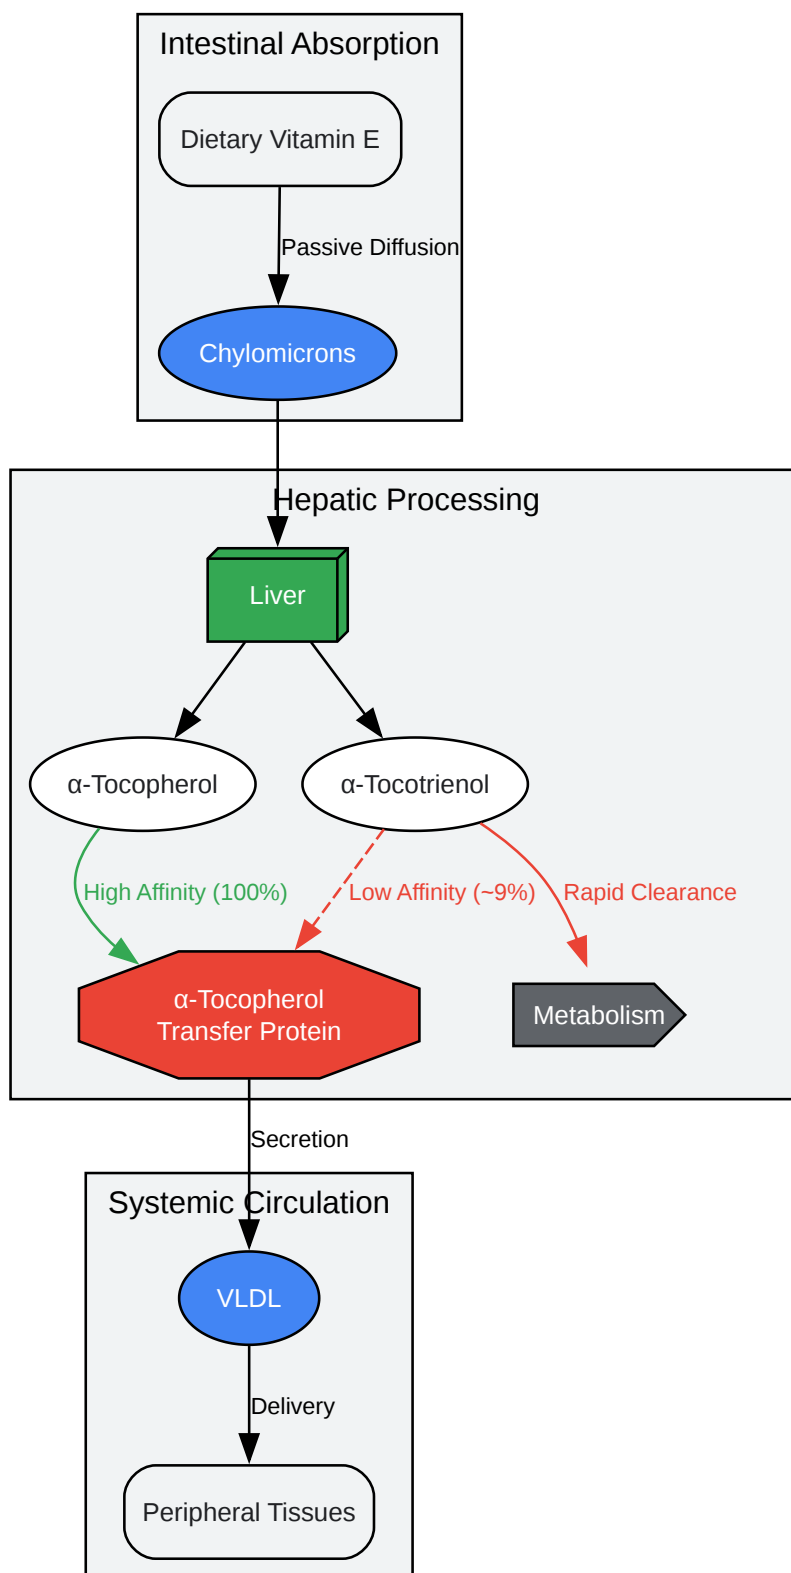 Intestinal Absorption
Dietary Vitamin E
Passive Diffusion
Chylomicrons
Hepatic Processing
Liver
α-Tocopherol
α-Tocotrienol
High Affinity (100%)
Low Affinity (~9%)
Rapid Clearance
α-Tocopherol
Transfer Protein
Metabolism
Secretion
Systemic Circulation
VLDL
Delivery
Peripheral Tissues